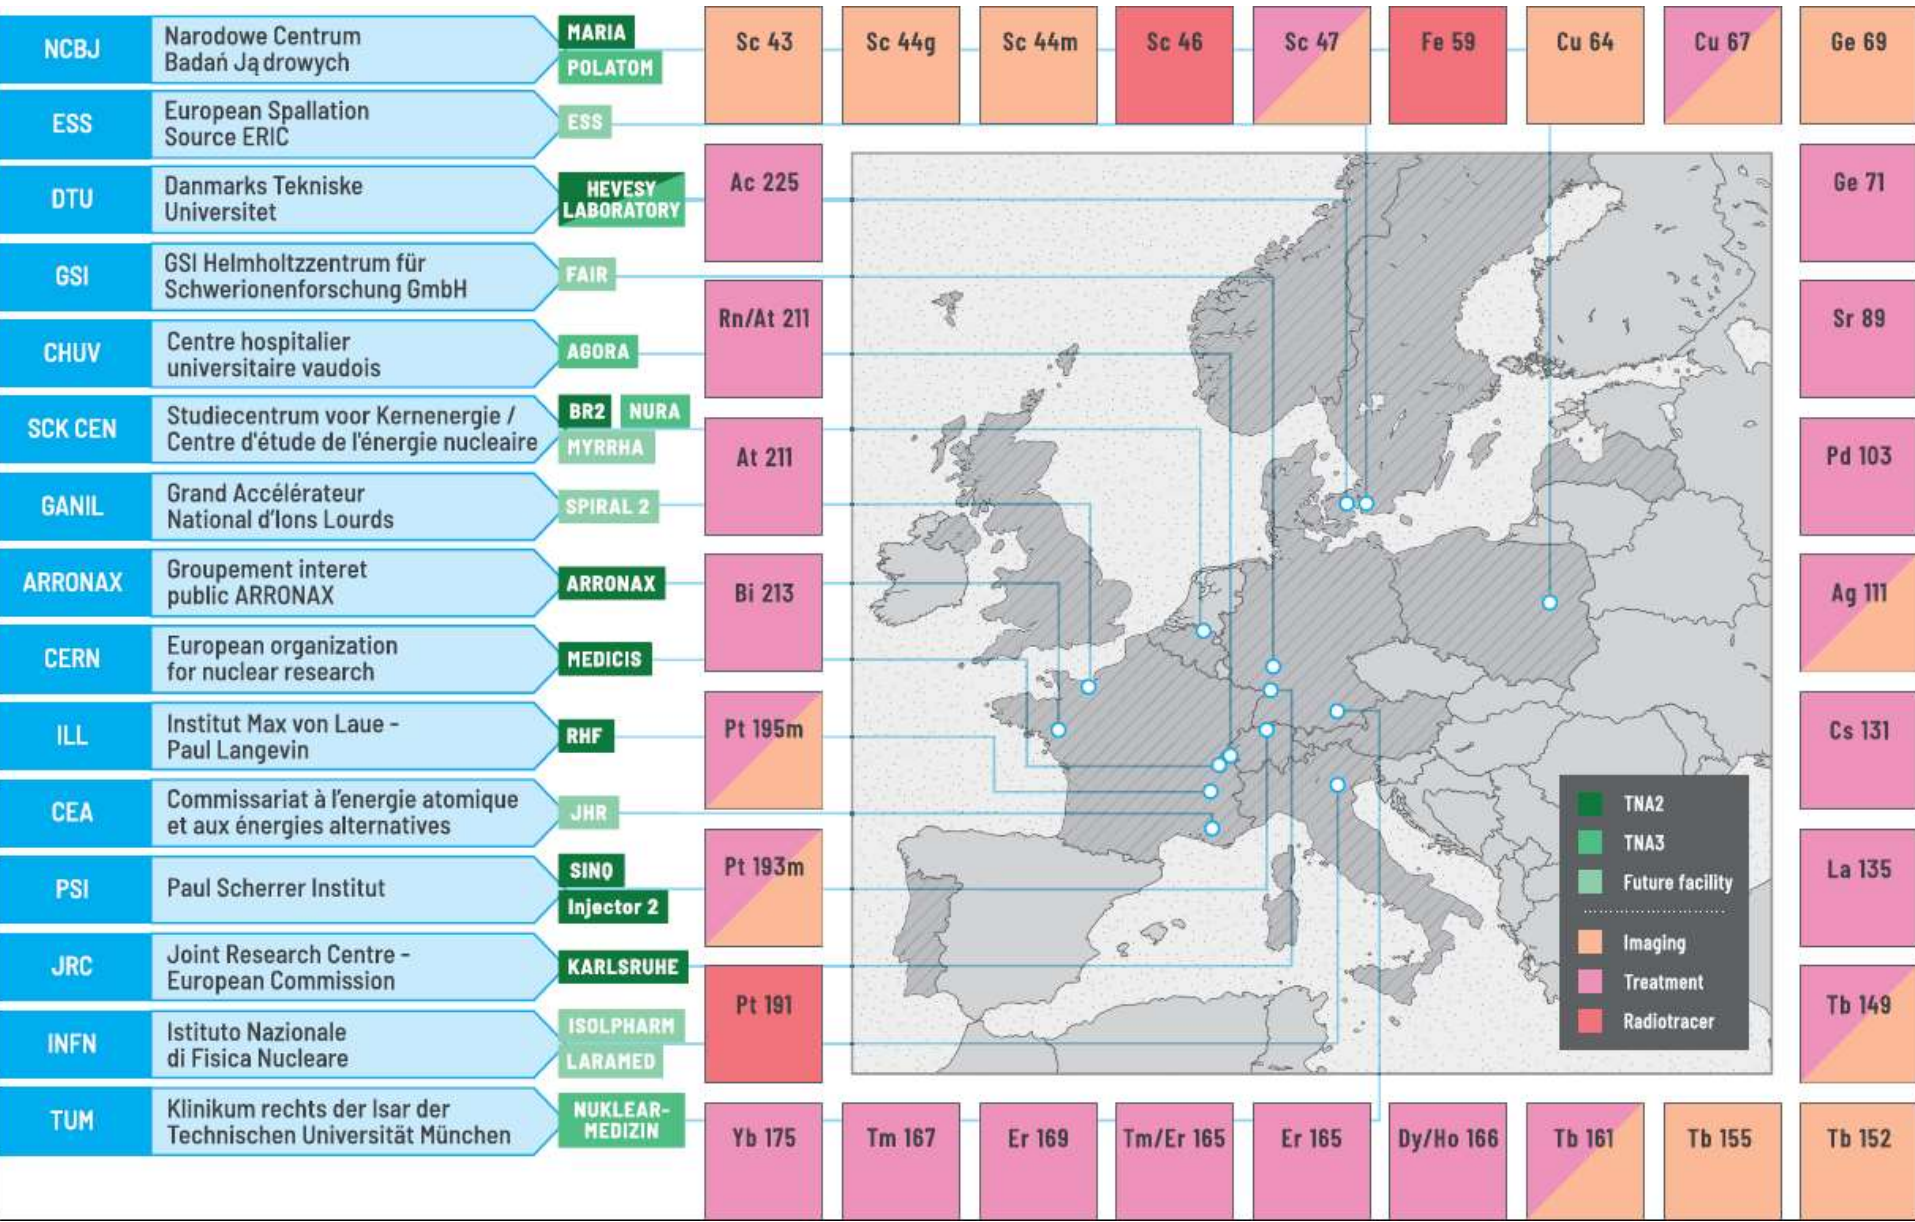 NCBJ
Narodowe Centrum
Badań Jądrowych
MARIA
POLATOM
ESS
European Spallation
Source ERIC
ESS
DTU
Danmarks Tekniske
Universitet
HEVESY
LABORATORY
GSI
GSI Helmholtzzentrum für
Schwerionenforschung GmbH
FAIR
CHUV
Centre hospitalier
universitaire vaudois
AGORA
SCK CEN
Studiecentrum voor Kernenergie /
Centre d'étude de l'énergie nucleaire
BR2
NURA
MYRRHA
GANIL
Grand Accélérateur
National d'Ions Lourds
SPIRAL 2
ARRONAX
Groupement interet
public ARRONAX
ARRONAX
CERN
European organization
for nuclear research
MEDICIS
ILL
Institut Max von Laue -
Paul Langevin
RHF
CEA
Commissariat à l'energie atomique
et aux énergies alternatives
JHR
PSI
Paul Scherrer Institut
SINQ
Injector 2
JRC
Joint Research Centre -
European Commission
KARLSRUHE
INFN
Istituto Nazionale
di Fisica Nucleare
ISOLPHARM
LARAMED
TUM
Klinikum rechts der Isar der
Technischen Universität München
NUKLEAR-
MEDIZIN
Sc 43
Sc 44g
Sc 44m
Sc 46
Sc 47
Fe 59
Cu 64
Cu 67
Ge 69
Ge 71
Sr 89
Pd 103
Ag 111
Cs 131
La 135
Tb 149
Tb 152
Tb 155
Tb 161
Dy/Ho 166
Er 165
Tm/Er 165
Er 169
Tm 167
Yb 175
Pt 191
Pt 193m
Pt 195m
Bi 213
At 211
Rn/At 211
Ac 225
TNA2
TNA3
Future facility
Imaging
Treatment
Radiotracer